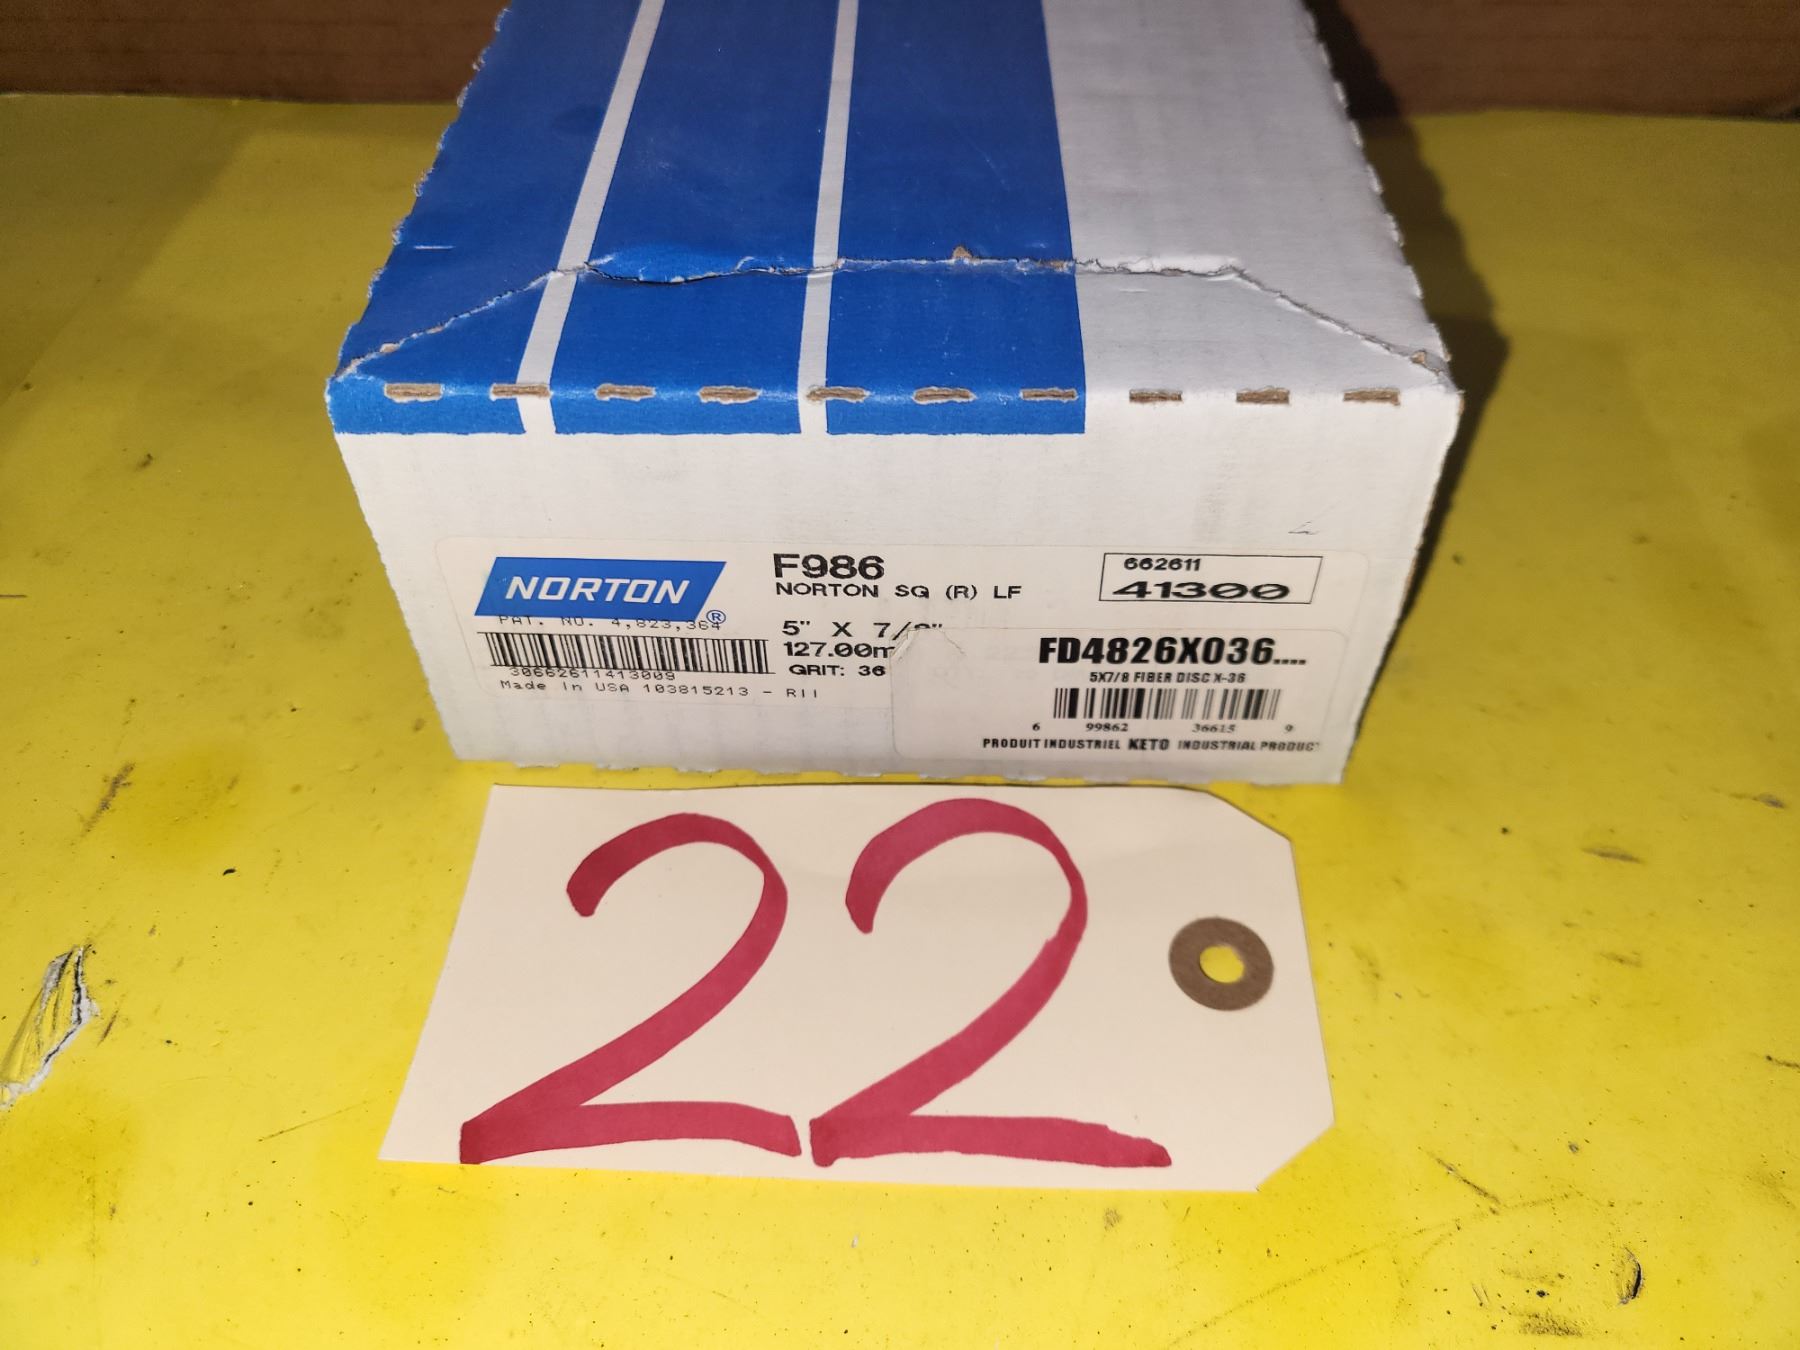 NORTON ®
PAT. NO. 4,823,364
30662611413009
Made In USA 103815213 - R11
F986
NORTON SG (R) LF
5" X 7/8"
127.00m
GRIT: 36
662611
41300
FD4826X036....
5X7/8 FIBER DISC X-36
6 99862 36615 9
PRODUIT INDUSTRIEL KETO INDUSTRIAL PRODUCT
22